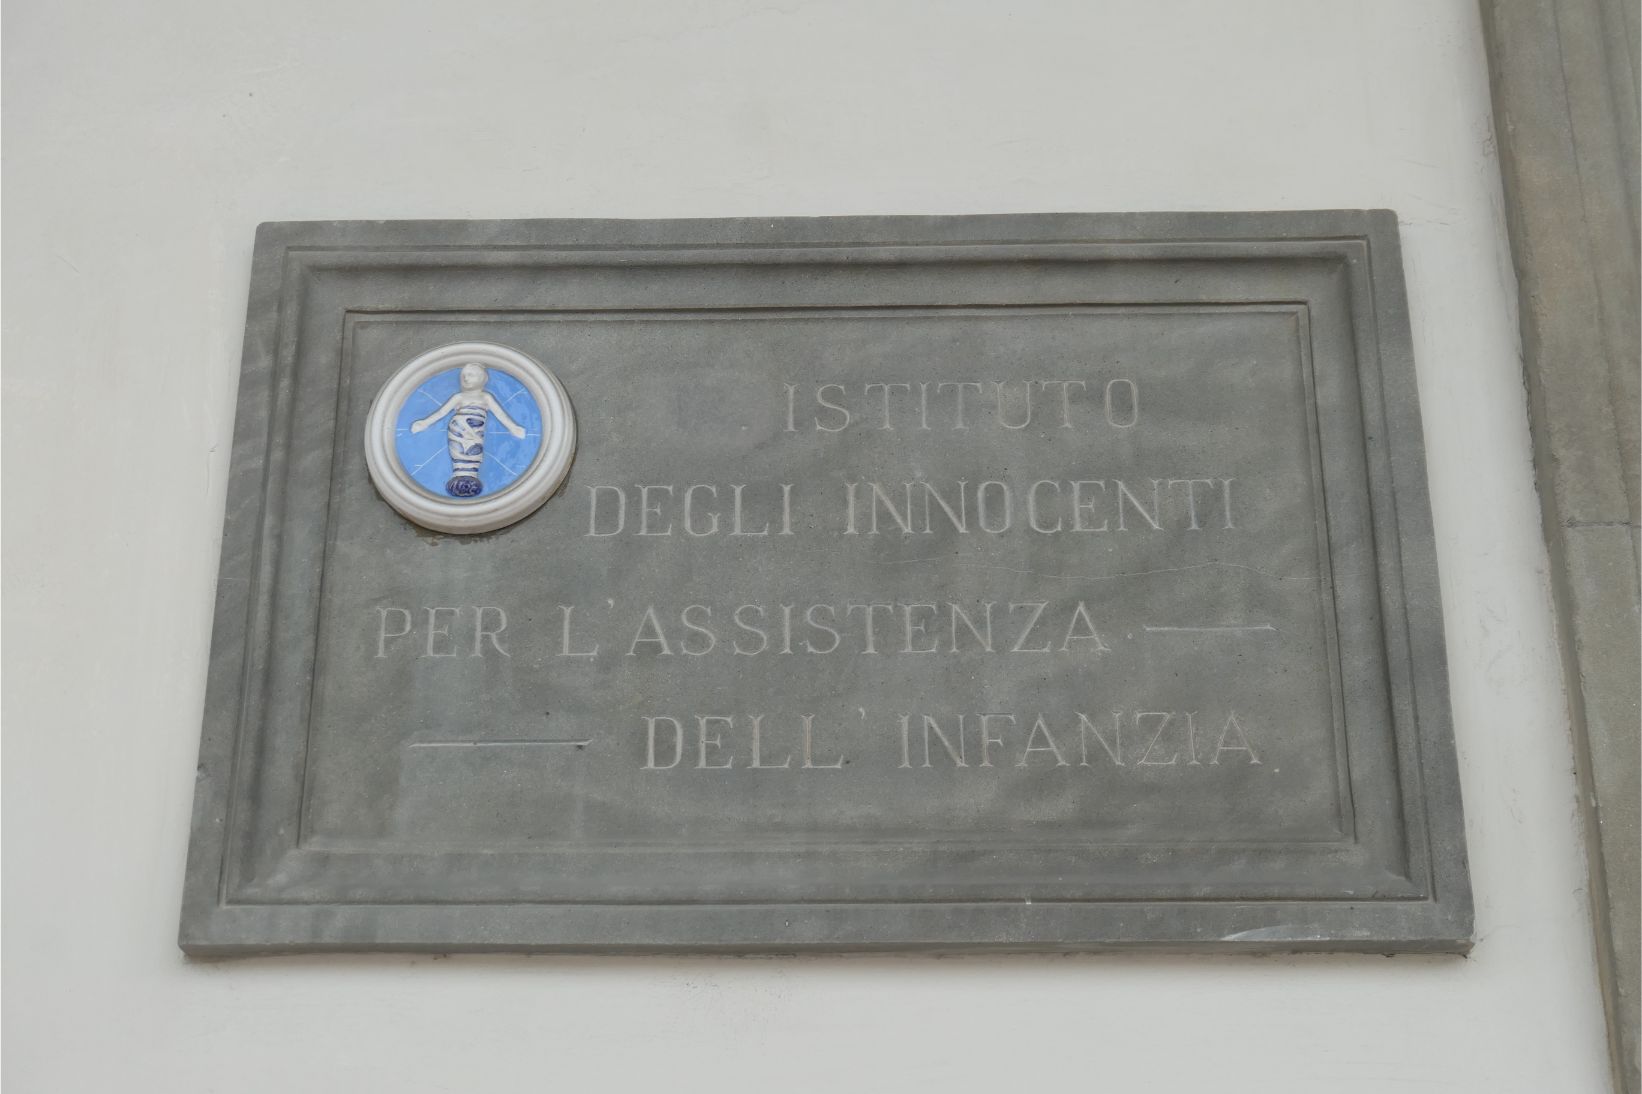 ISTITUTO
DEGLI INNOCENTI
PER L'ASSISTENZA —
— DELL' INFANZIA